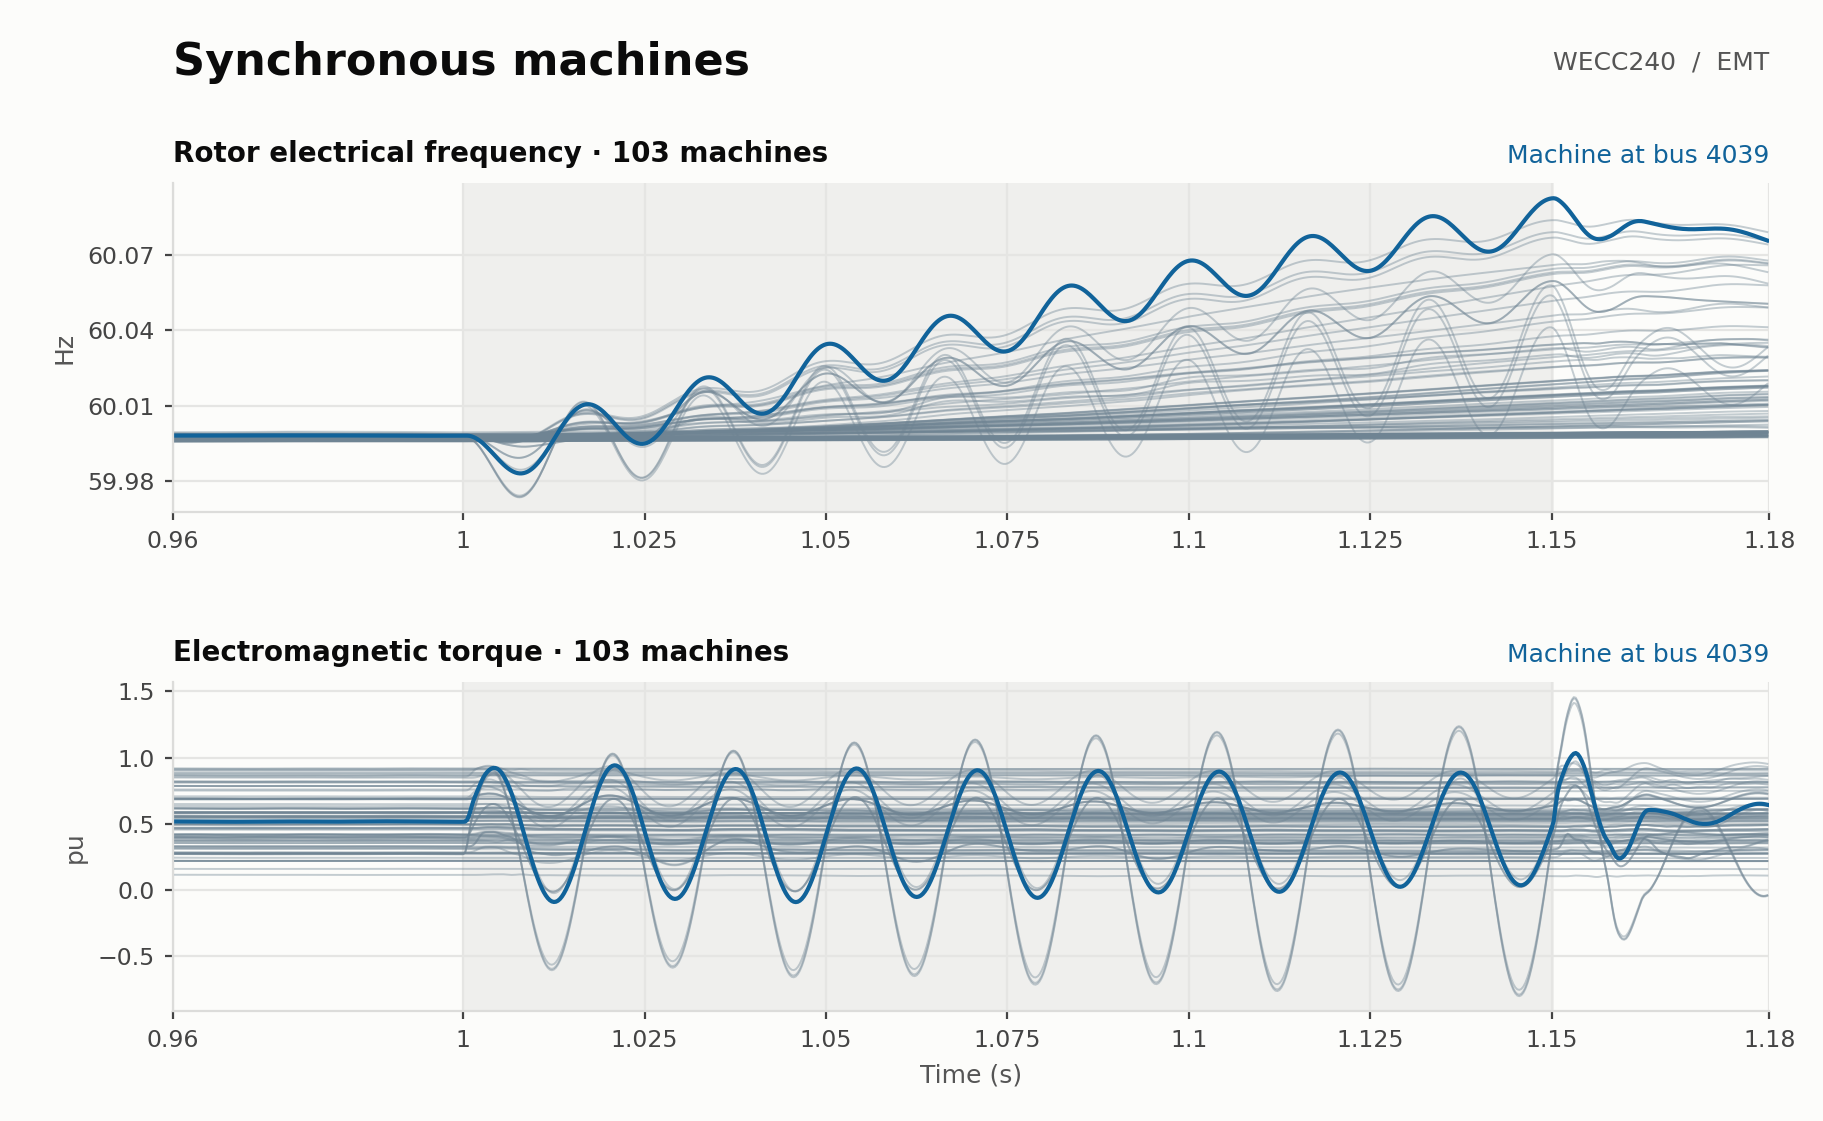 Synchronous machines
WECC240 / EMT
Rotor electrical frequency · 103 machines
Machine at bus 4039
60.07
60.04
60.01
59.98
Hz
0.96 1 1.025 1.05 1.075 1.1 1.125 1.15 1.18
Electromagnetic torque · 103 machines
Machine at bus 4039
1.5
1.0
0.5
0.0
−0.5
pu
0.96 1 1.025 1.05 1.075 1.1 1.125 1.15 1.18
Time (s)